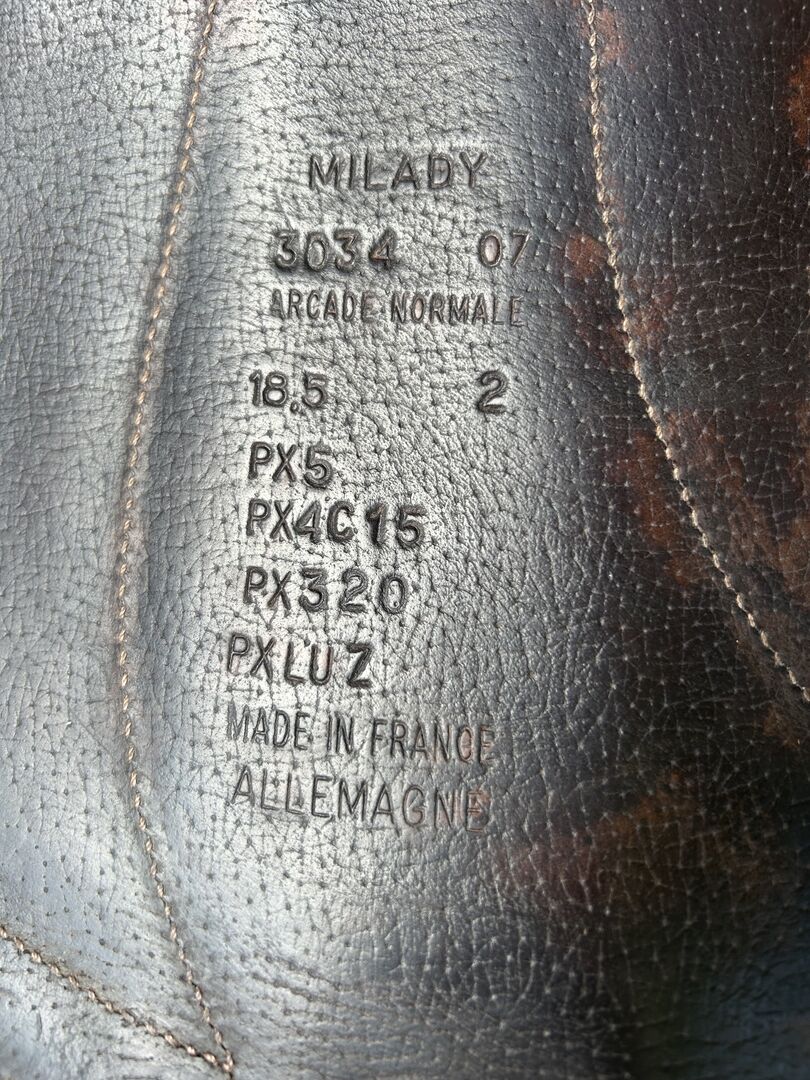 MILADY
3034 07
ARCADE NORMALE
18,5 2
PX5
PX4C15
PX320
PXLUZ
MADE IN FRANCE
ALLEMAGNE